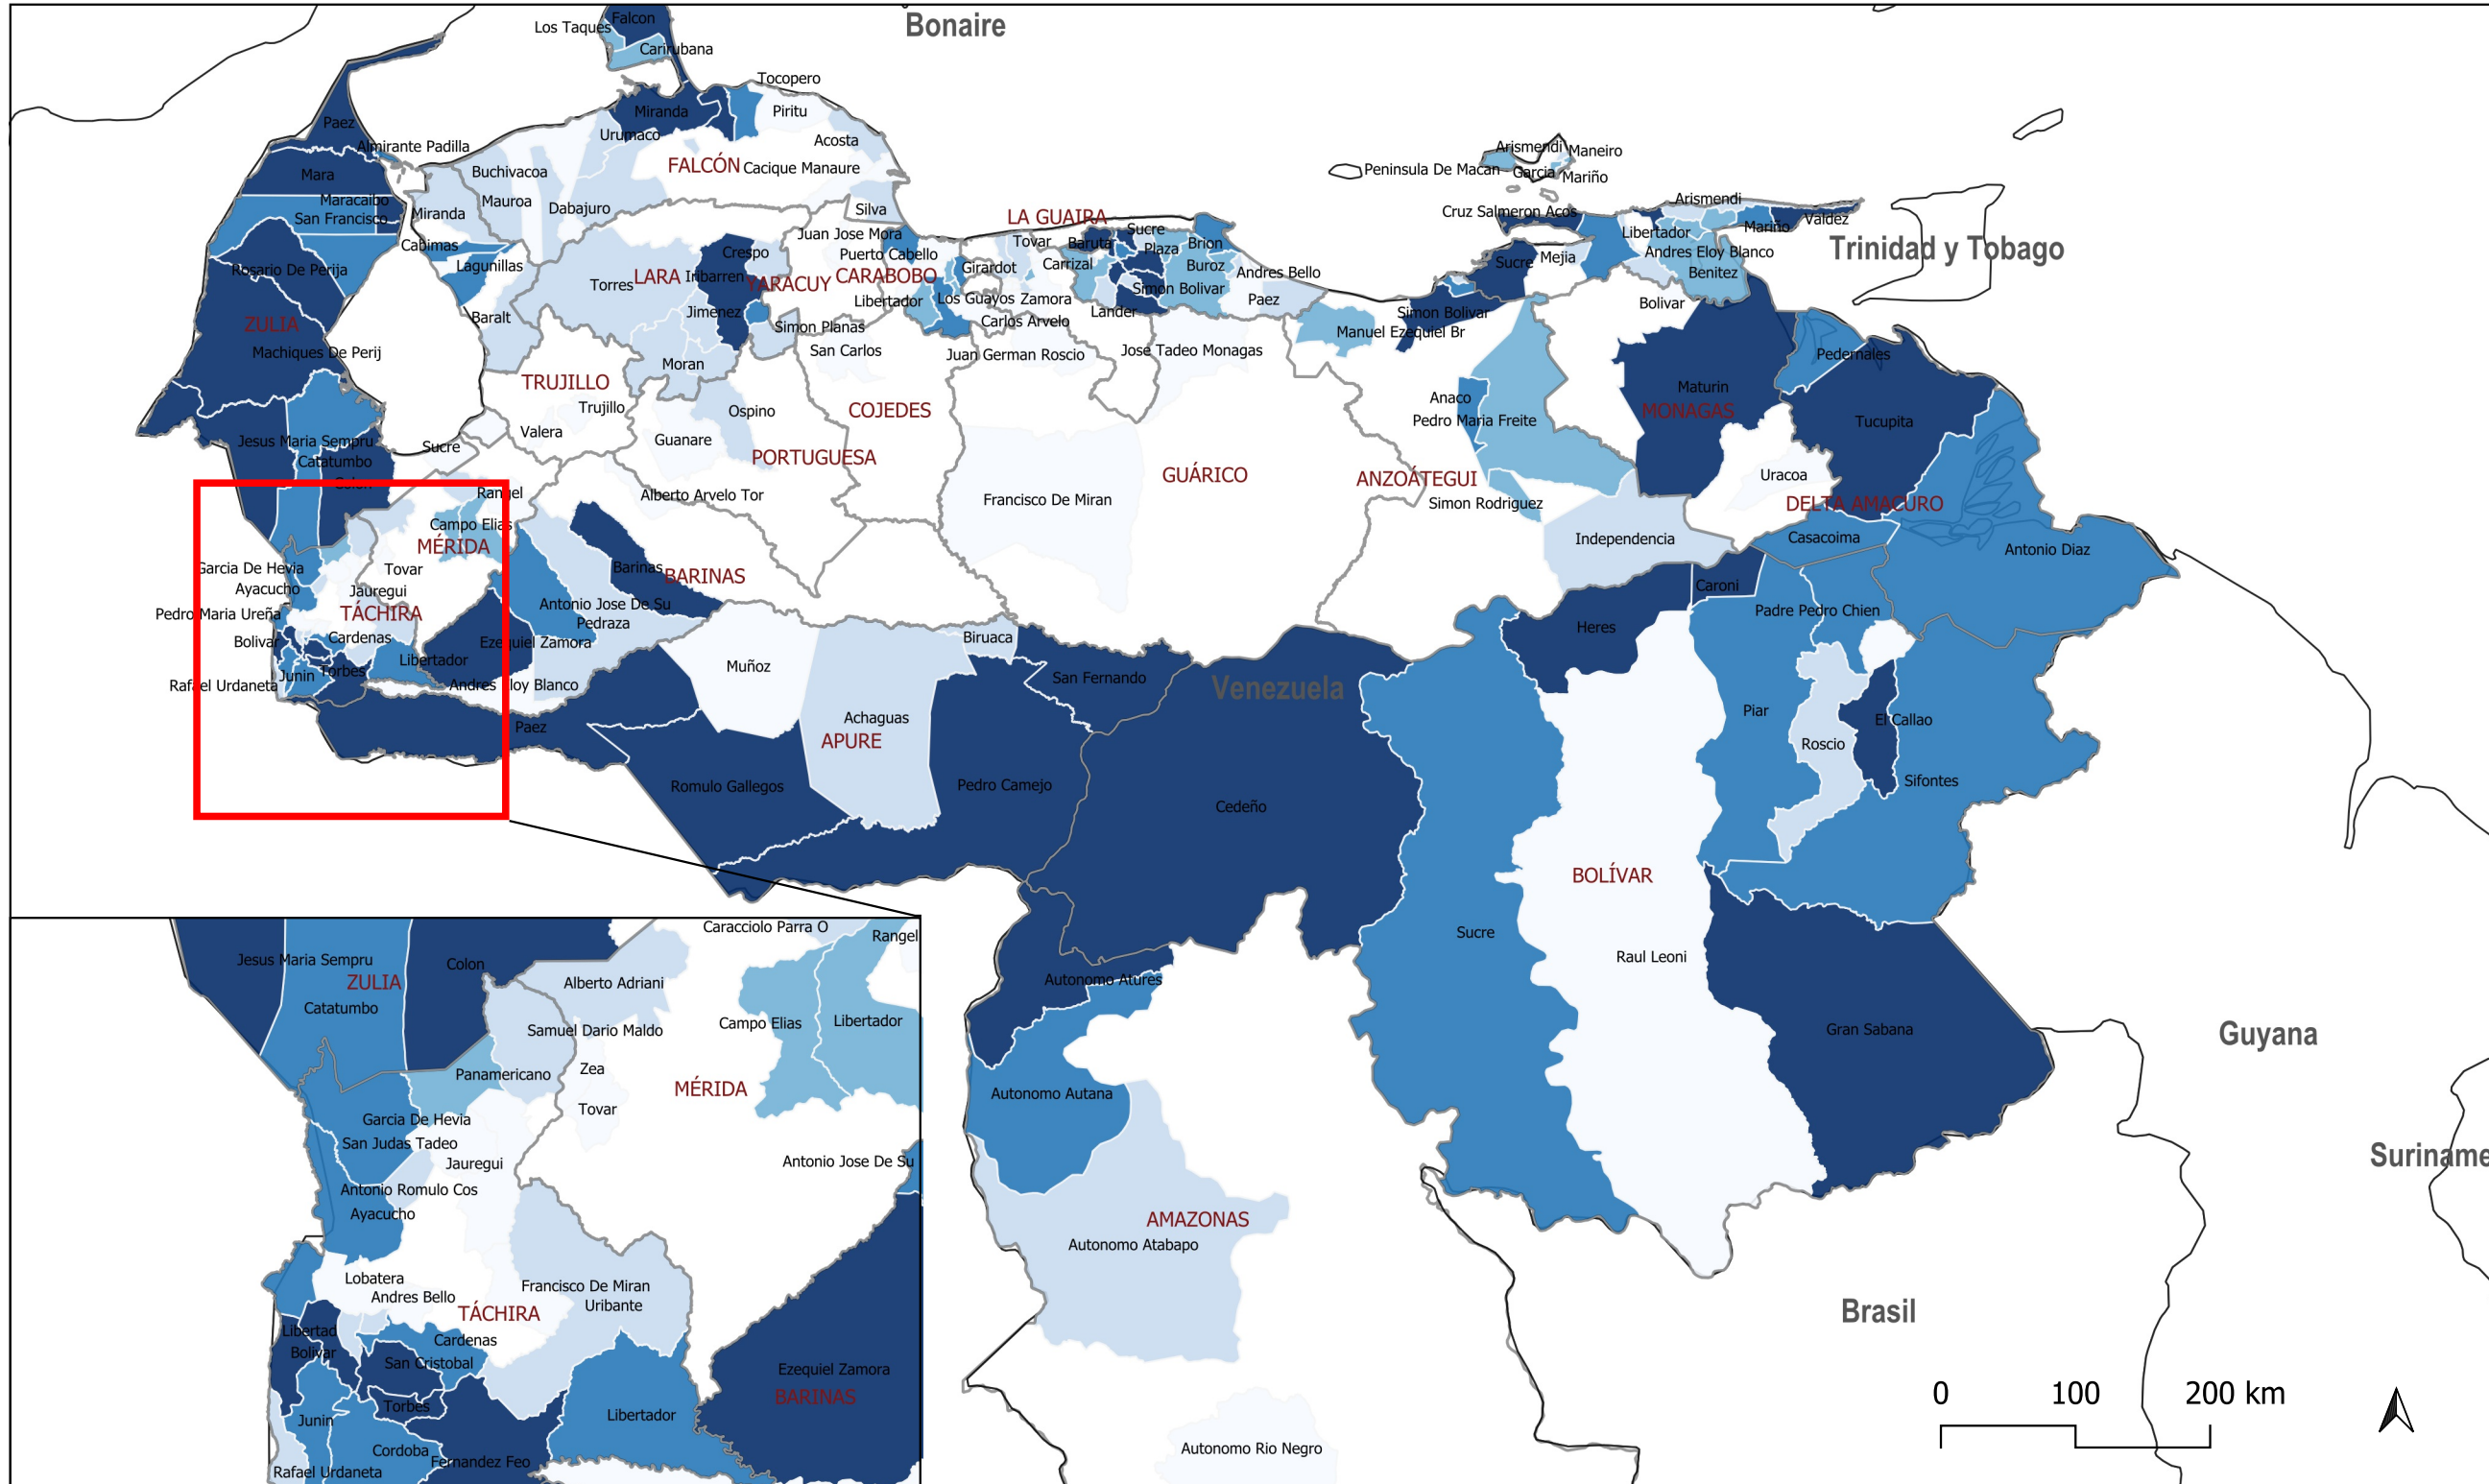 Bonaire
Falcon
Los Taques
Carirubana
Tocopero
Miranda
Piritu
Paez
Urumaco
Acosta
Almirante Padilla
FALCÓN
Cacique Manaure
Mara
Buchivacoa
Maracaibo
Mauroa
Dabajuro
Silva
San Francisco
Miranda
Cabimas
Lagunillas
Rosario De Perija
ZULIA
Baralt
Machiques De Perij
Juan Jose Mora
Puerto Cabello
Crespo
Torres
LARA
Iribarren
YARACUY
CARABOBO
Libertador
Jimenez
Simon Planas
San Carlos
Moran
TRUJILLO
Trujillo
Valera
Ospino
Guanare
COJEDES
PORTUGUESA
LA GUAIRA
Tovar
Baruta
Sucre
Plaza
Brion
Girardot
Carrizal
Buroz
Andres Bello
Los Guayos
Zamora
Simon Bolivar
Paez
Carlos Arvelo
Lander
Juan German Roscio
Jose Tadeo Monagas
Manuel Ezequiel Br
Simon Bolivar
Arismendi
Maneiro
Peninsula De Macan
Garcia
Mariño
Cruz Salmeron Acos
Arismendi
Mariño
Valdez
Libertador
Andres Eloy Blanco
Benitez
Sucre
Mejia
Bolivar
Trinidad y Tobago
Pedernales
Maturin
MONAGAS
Tucupita
Anaco
Pedro Maria Freite
Uracoa
GUÁRICO
ANZOÁTEGUI
Francisco De Miran
Simon Rodriguez
DELTA AMACURO
Independencia
Casacoima
Antonio Diaz
Jesus Maria Sempru
Catatumbo
Colon
Sucre
Rangel
Alberto Arvelo Tor
Campo Elias
MÉRIDA
Garcia De Hevia
Tovar
Ayacucho
Jauregui
Barinas
BARINAS
Pedro Maria Ureña
TÁCHIRA
Antonio Jose De Su
Pedraza
Bolivar
Cardenas
Ezequiel Zamora
Libertador
Junin
Torbes
Rafael Urdaneta
Andres Eloy Blanco
Paez
Muñoz
Biruaca
San Fernando
Achaguas
APURE
Romulo Gallegos
Pedro Camejo
Venezuela
Cedeño
Heres
Caroni
Padre Pedro Chien
Piar
El Callao
Roscio
Sifontes
BOLÍVAR
Sucre
Raul Leoni
Gran Sabana
Autonomo Atures
Autonomo Autana
AMAZONAS
Autonomo Atabapo
Autonomo Rio Negro
Guyana
Suriname
Brasil
0 100 200 km
Caracciolo Parra O
Rangel
Jesus Maria Sempru
Colon
ZULIA
Alberto Adriani
Catatumbo
Samuel Dario Maldo
Campo Elias
Libertador
Panamericano
Zea
MÉRIDA
Tovar
Garcia De Hevia
San Judas Tadeo
Jauregui
Antonio Jose De Su
Antonio Romulo Cos
Ayacucho
Lobatera
Andres Bello
Francisco De Miran
Uribante
TÁCHIRA
Libertad
Bolivar
Cardenas
San Cristobal
Ezequiel Zamora
BARINAS
Torbes
Junin
Libertador
Cordoba
Fernandez Feo
Rafael Urdaneta